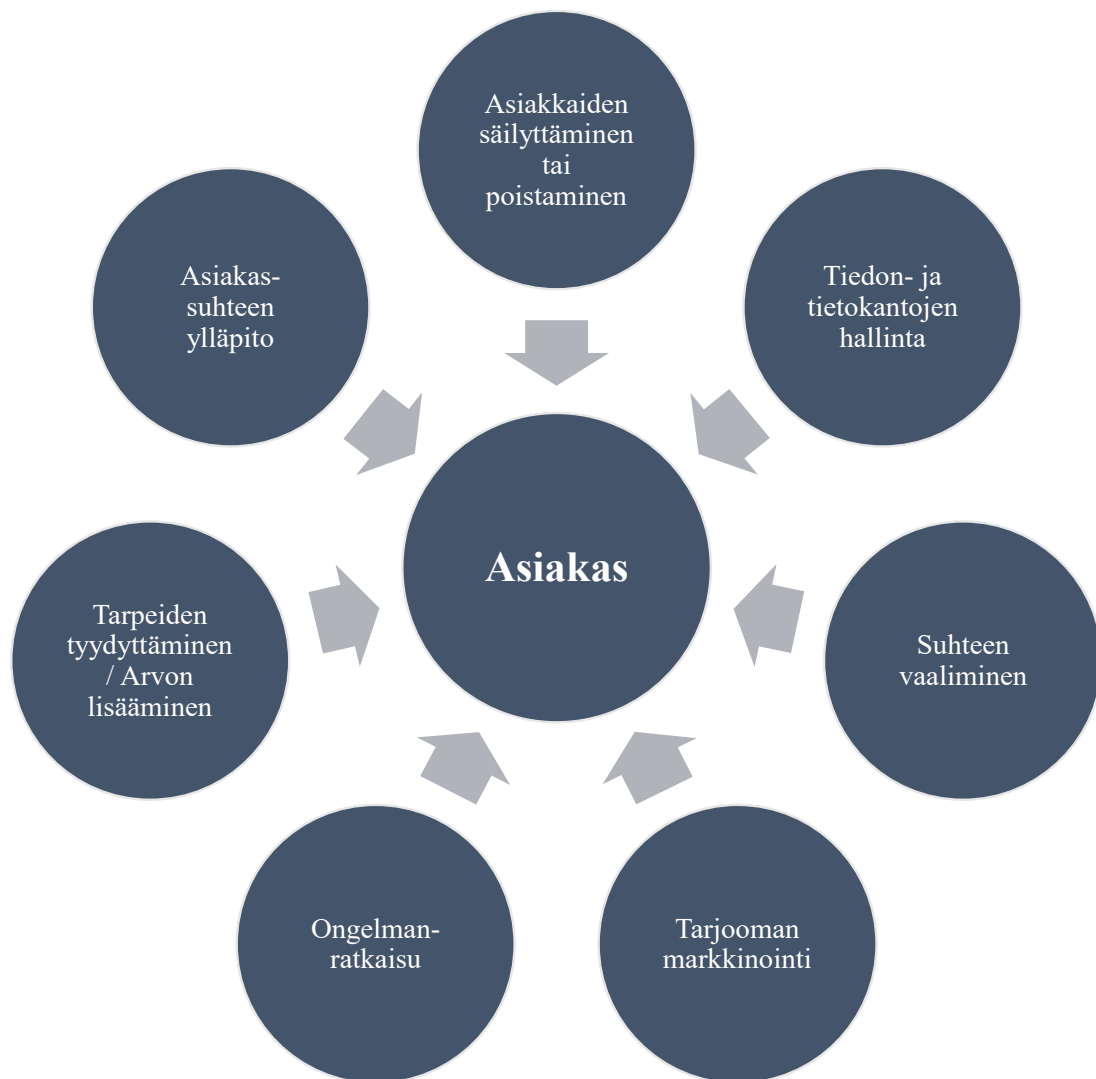 Asiakkaiden
säilyttäminen
tai
poistaminen
Tiedon- ja
tietokantojen
hallinta
Suhteen
vaaliminen
Tarjooman
markkinointi
Ongelman-
ratkaisu
Tarpeiden
tyydyttäminen
/ Arvon
lisääminen
Asiakas-
suhteen
ylläpito
Asiakas